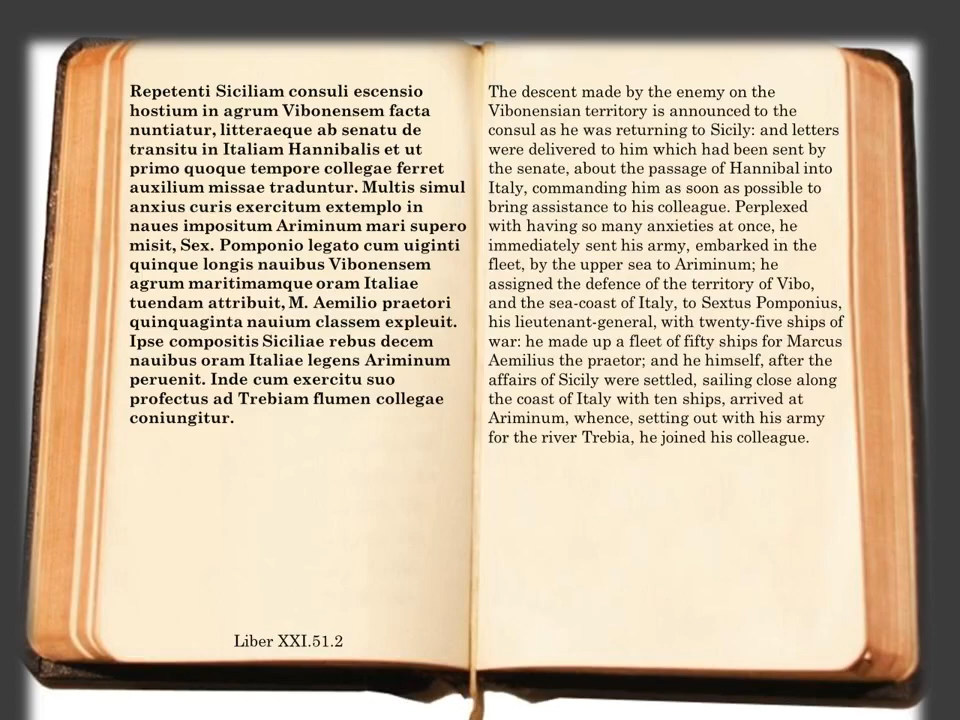 Repetenti Siciliam consuli escensio
hostium in agrum Vibonensem facta
nuntiatur, litteraeque ab senatu de
transitu in Italiam Hannibalis et ut
primo quoque tempore collegae ferret
auxilium missae traduntur. Multis simul
anxius curis exercitum extemplo in
naues impositum Ariminum mari supero
misit, Sex. Pomponio legato cum uiginti
quinque longis nauibus Vibonensem
agrum maritimamque oram Italiae
tuendam attribuit, M. Aemilio praetori
quinquaginta nauium classem expleuit.
Ipse compositis Siciliae rebus decem
nauibus oram Italiae legens Ariminum
peruenit. Inde cum exercitu suo
profectus ad Trebiam flumen collegae
coniungitur.
Liber XXI.51.2
The descent made by the enemy on the
Vibonensian territory is announced to the
consul as he was returning to Sicily: and letters
were delivered to him which had been sent by
the senate, about the passage of Hannibal into
Italy, commanding him as soon as possible to
bring assistance to his colleague. Perplexed
with having so many anxieties at once, he
immediately sent his army, embarked in the
fleet, by the upper sea to Ariminum; he
assigned the defence of the territory of Vibo,
and the sea-coast of Italy, to Sextus Pomponius,
his lieutenant-general, with twenty-five ships of
war: he made up a fleet of fifty ships for Marcus
Aemilius the praetor; and he himself, after the
affairs of Sicily were settled, sailing close along
the coast of Italy with ten ships, arrived at
Ariminum, whence, setting out with his army
for the river Trebia, he joined his colleague.